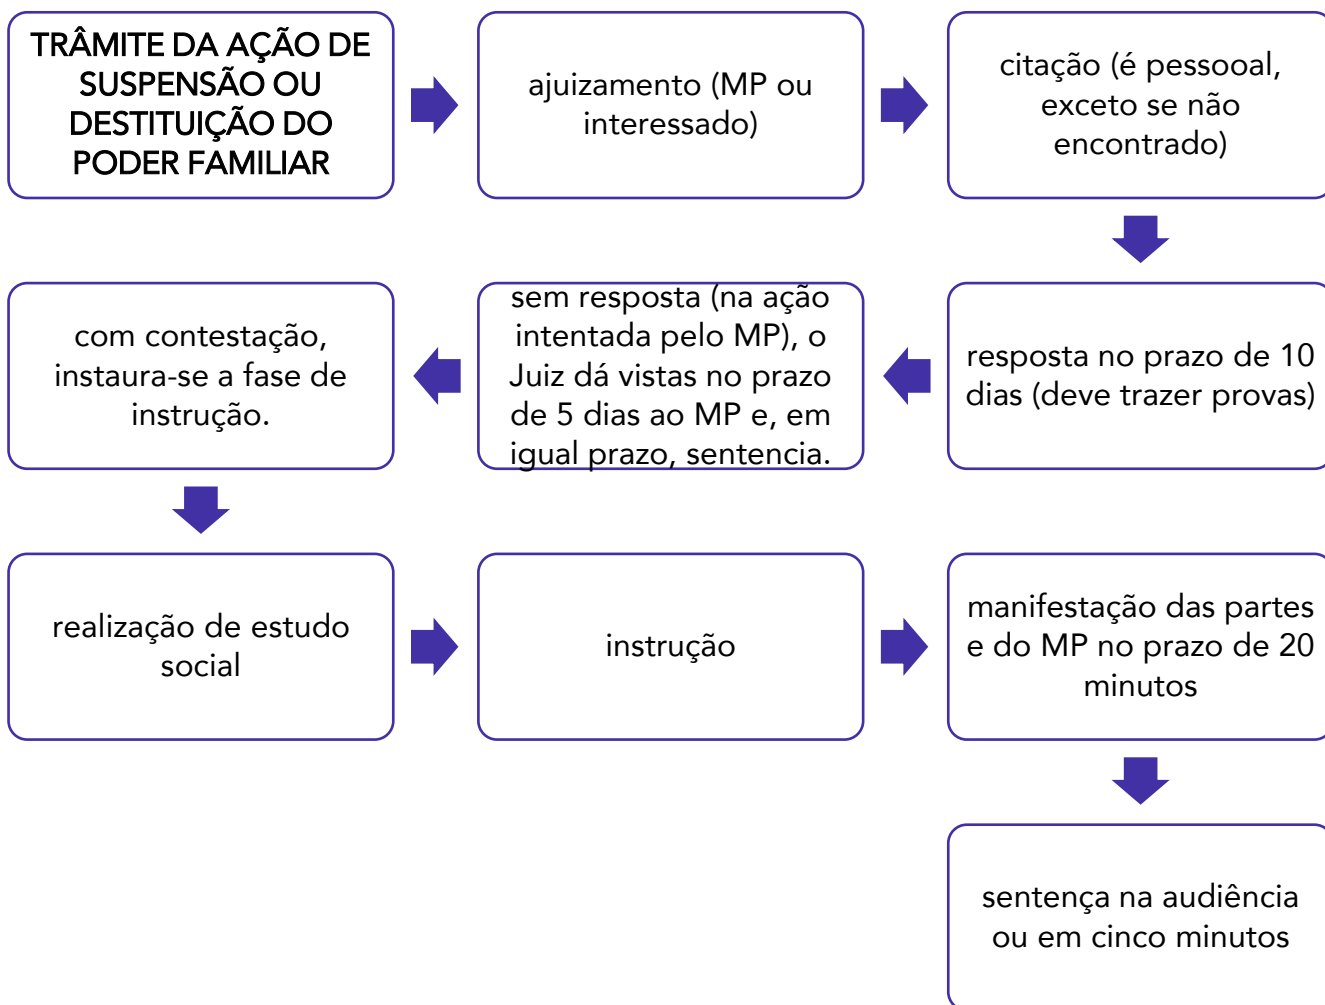 TRÂMITE DA AÇÃO DE
SUSPENSÃO OU
DESTITUIÇÃO DO
PODER FAMILIAR
ajuizamento (MP ou
interessado)
citação (é pessooal,
exceto se não
encontrado)
resposta no prazo de 10
dias (deve trazer provas)
sem resposta (na ação
intentada pelo MP), o
Juiz dá vistas no prazo
de 5 dias ao MP e, em
igual prazo, sentencia.
com contestação,
instaura-se a fase de
instrução.
realização de estudo
social
instrução
manifestação das partes
e do MP no prazo de 20
minutos
sentença na audiência
ou em cinco minutos